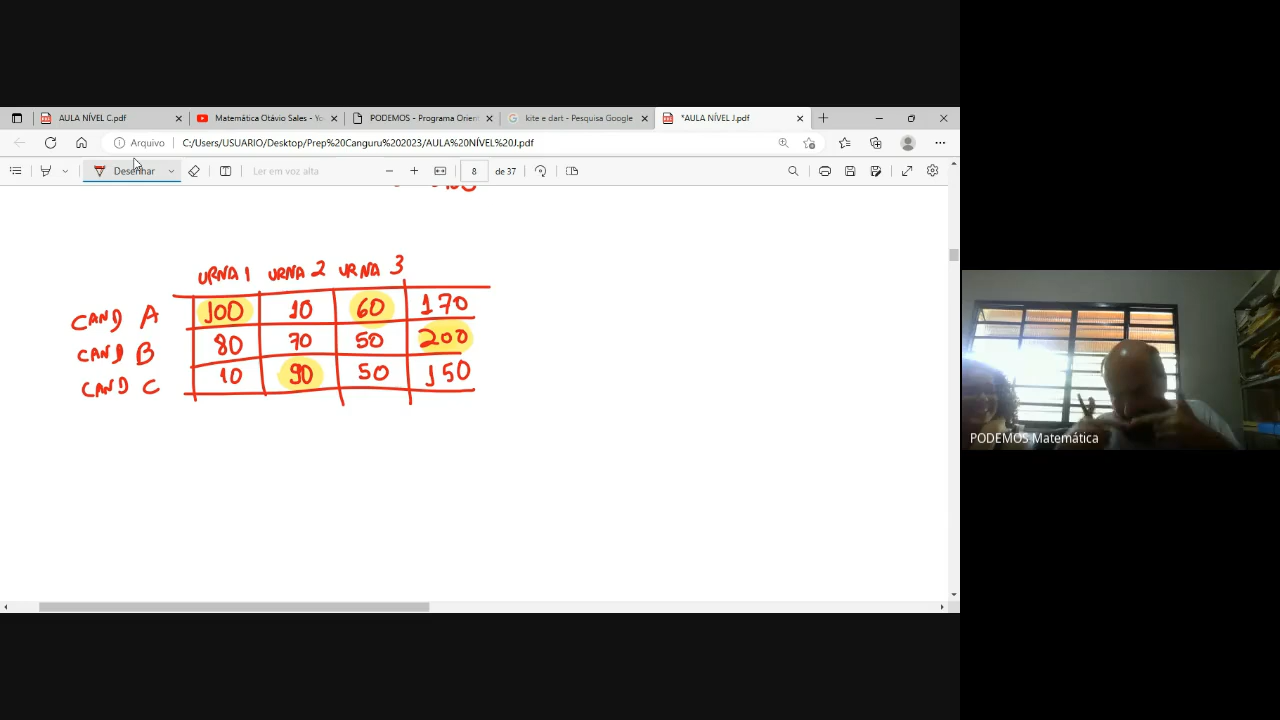 AULA NÍVEL C.pdf
Matemática Otávio Sales - Yo
PODEMOS - Programa Orien
kite e dart - Pesquisa Google
*AULA NÍVEL J.pdf
Arquivo C:/Users/USUARIO/Desktop/Prep%20Canguru%202023/AULA%20NÍVEL%20J.pdf
Desenhar Ler em voz alta 8 de 37
URNA 1 URNA 2 URNA 3
CAND A 100 10 60 170
CAND B 80 70 50 200
CAND C 10 90 50 150
PODEMOS Matemática